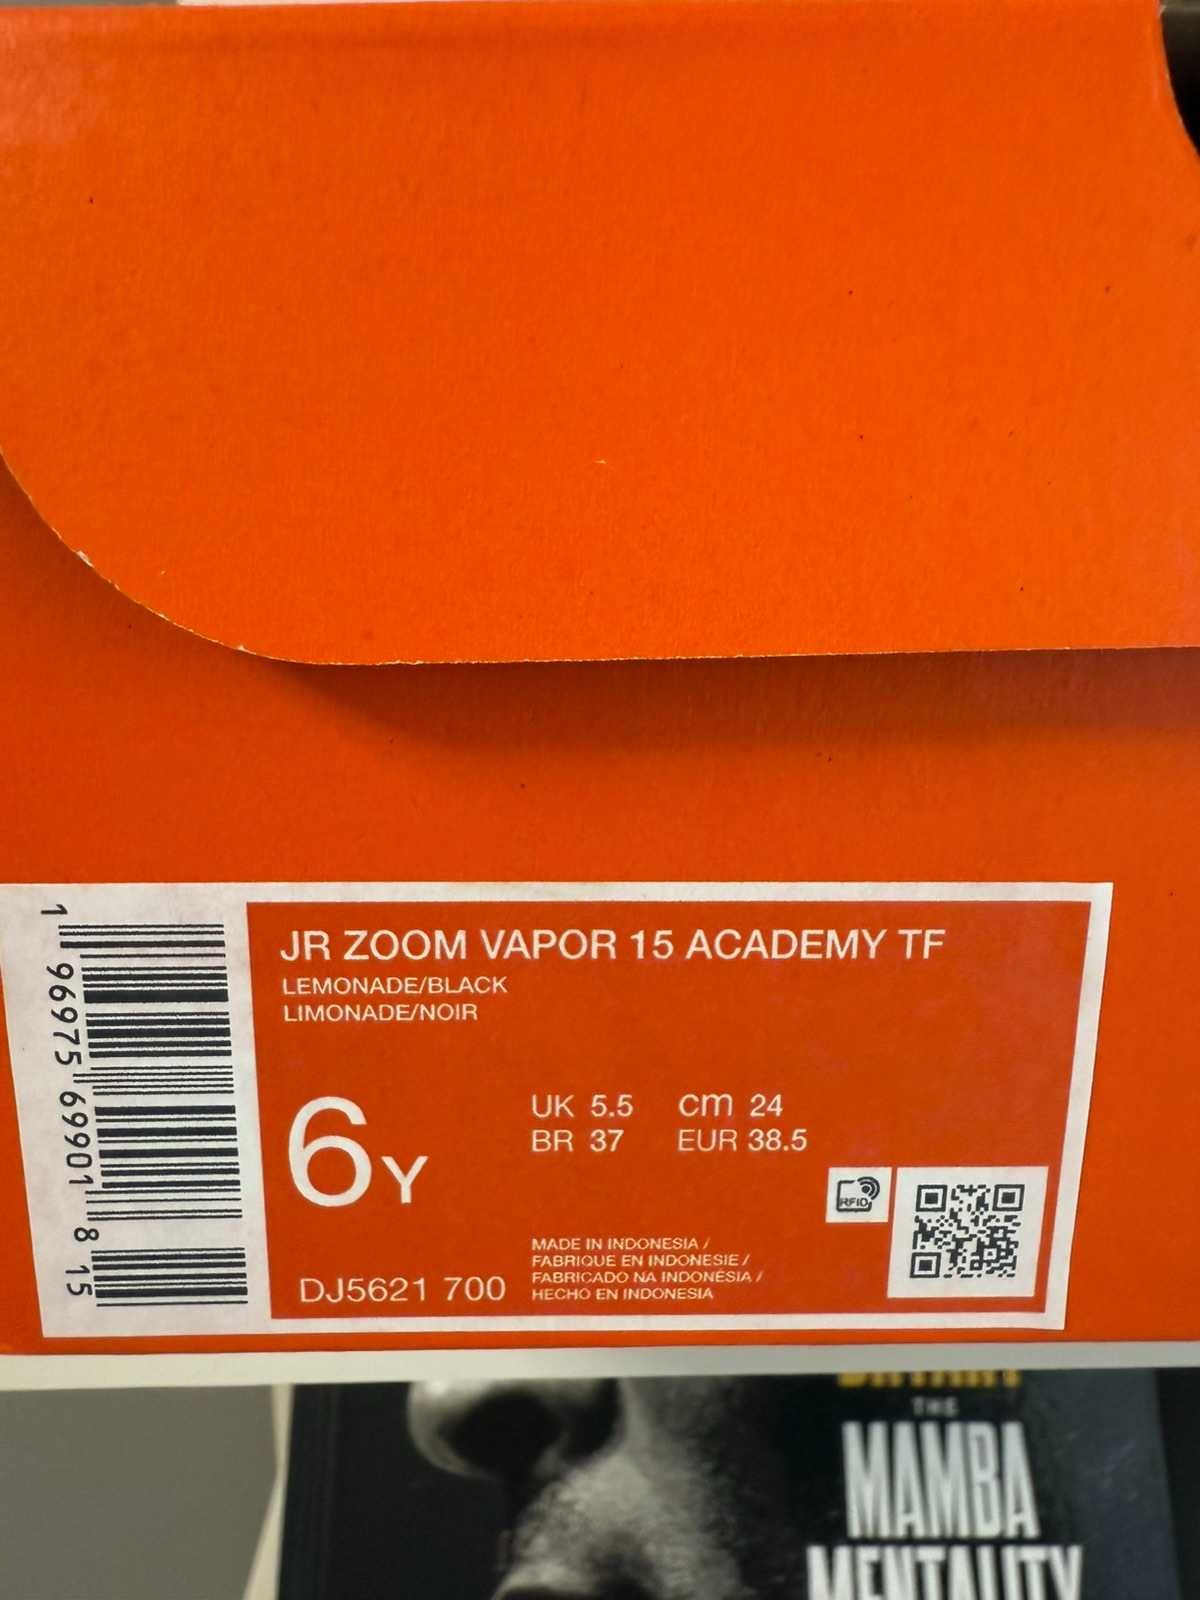 JR ZOOM VAPOR 15 ACADEMY TF
LEMONADE/BLACK
LIMONADE/NOIR
6Y
UK 5.5 cm 24
BR 37 EUR 38.5
RFID
MADE IN INDONESIA /
FABRIQUE EN INDONESIE /
FABRICADO NA INDONÉSIA /
HECHO EN INDONESIA
DJ5621 700
1 96975 69901 8 15
THE
MAMBA
MENTALITY